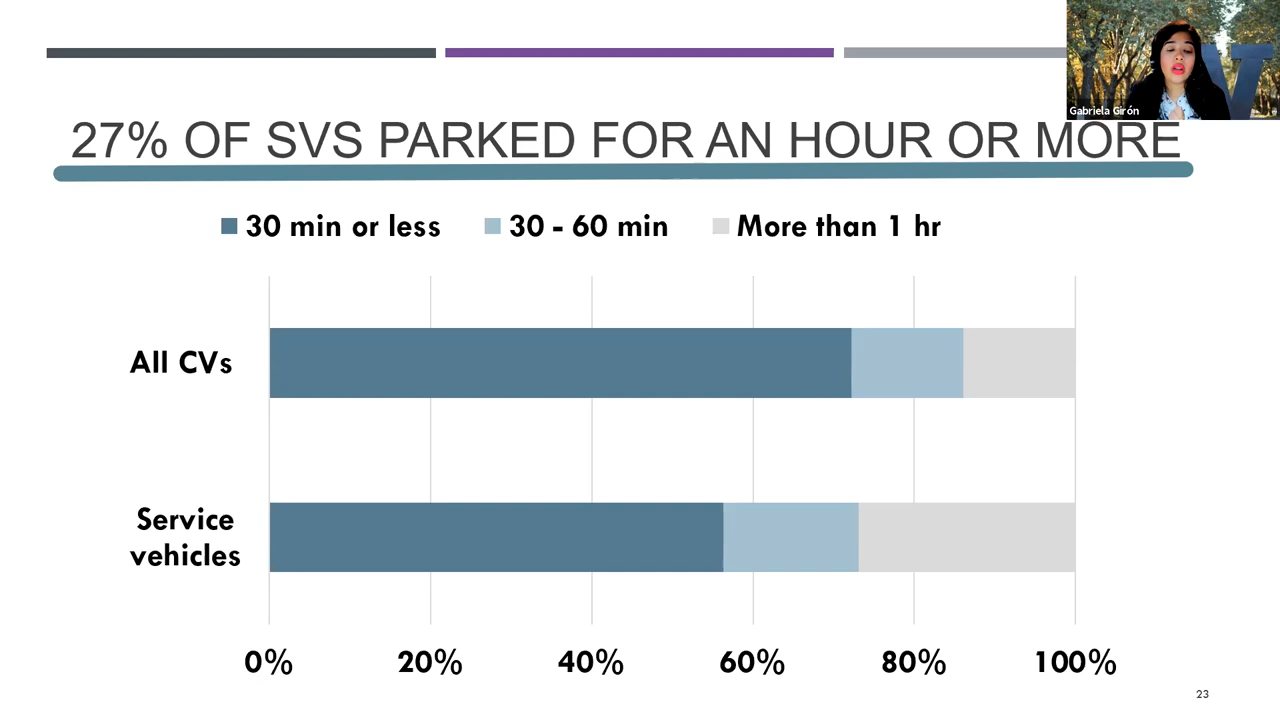 Gabriela Girón
27% OF SVS PARKED FOR AN HOUR OR MORE
30 min or less 30 - 60 min More than 1 hr
All CVs
Service
vehicles
0% 20% 40% 60% 80% 100%
23